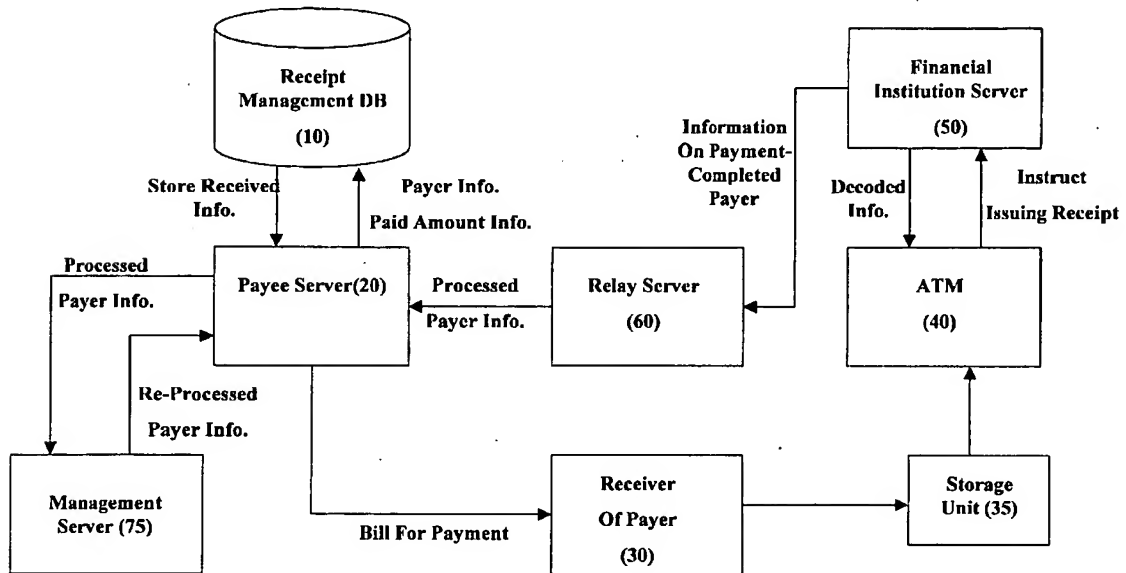 Receipt
Management DB
(10)
Financial
Institution Server
(50)
Information
On Payment-
Completed
Payer
Store Received
Info.
Payer Info.
Paid Amount Info.
Decoded
Info.
Instruct
Issuing Receipt
Processed
Payer Info.
Payee Server(20)
Processed
Payer Info.
Relay Server
(60)
ATM
(40)
Re-Processed
Payer Info.
Management
Server (75)
Bill For Payment
Receiver
Of Payer
(30)
Storage
Unit (35)